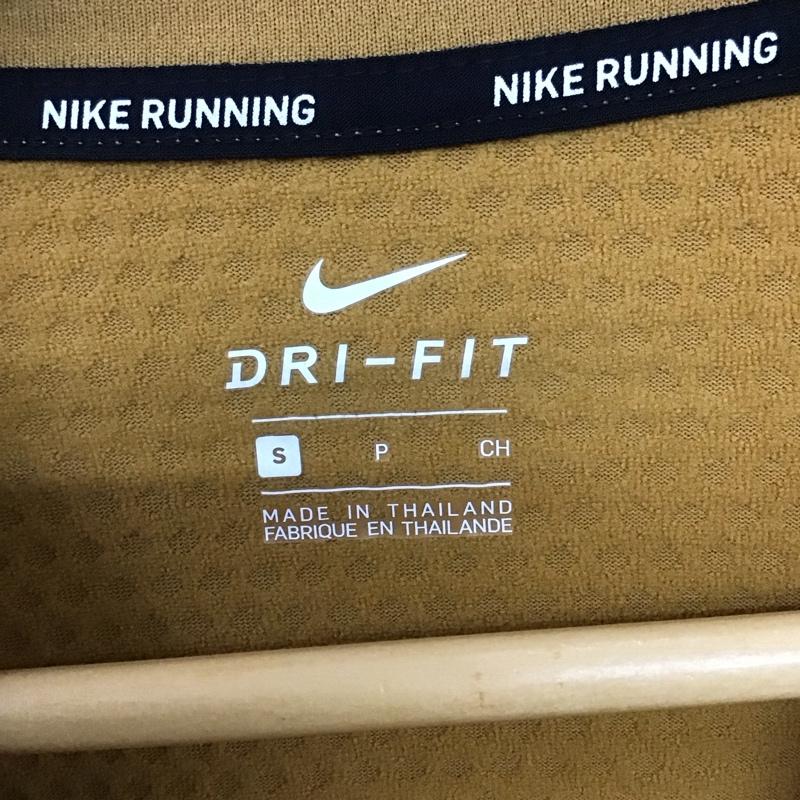 NIKE RUNNING NIKE RUNNING
DRI-FIT
S P CH
MADE IN THAILAND
FABRIQUE EN THAILANDE